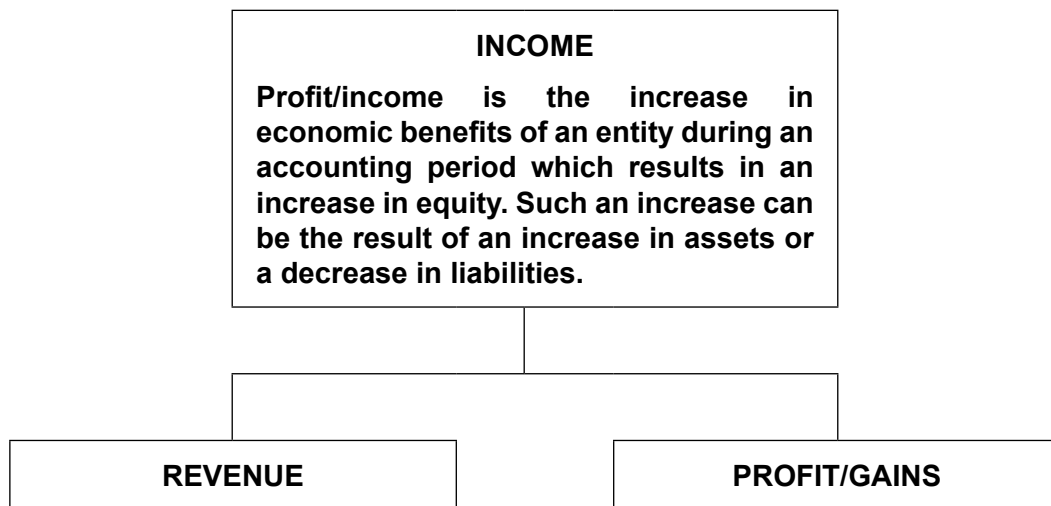 INCOME
Profit/income is the increase in
economic benefits of an entity during an
accounting period which results in an
increase in equity. Such an increase can
be the result of an increase in assets or
a decrease in liabilities.
REVENUE
PROFIT/GAINS